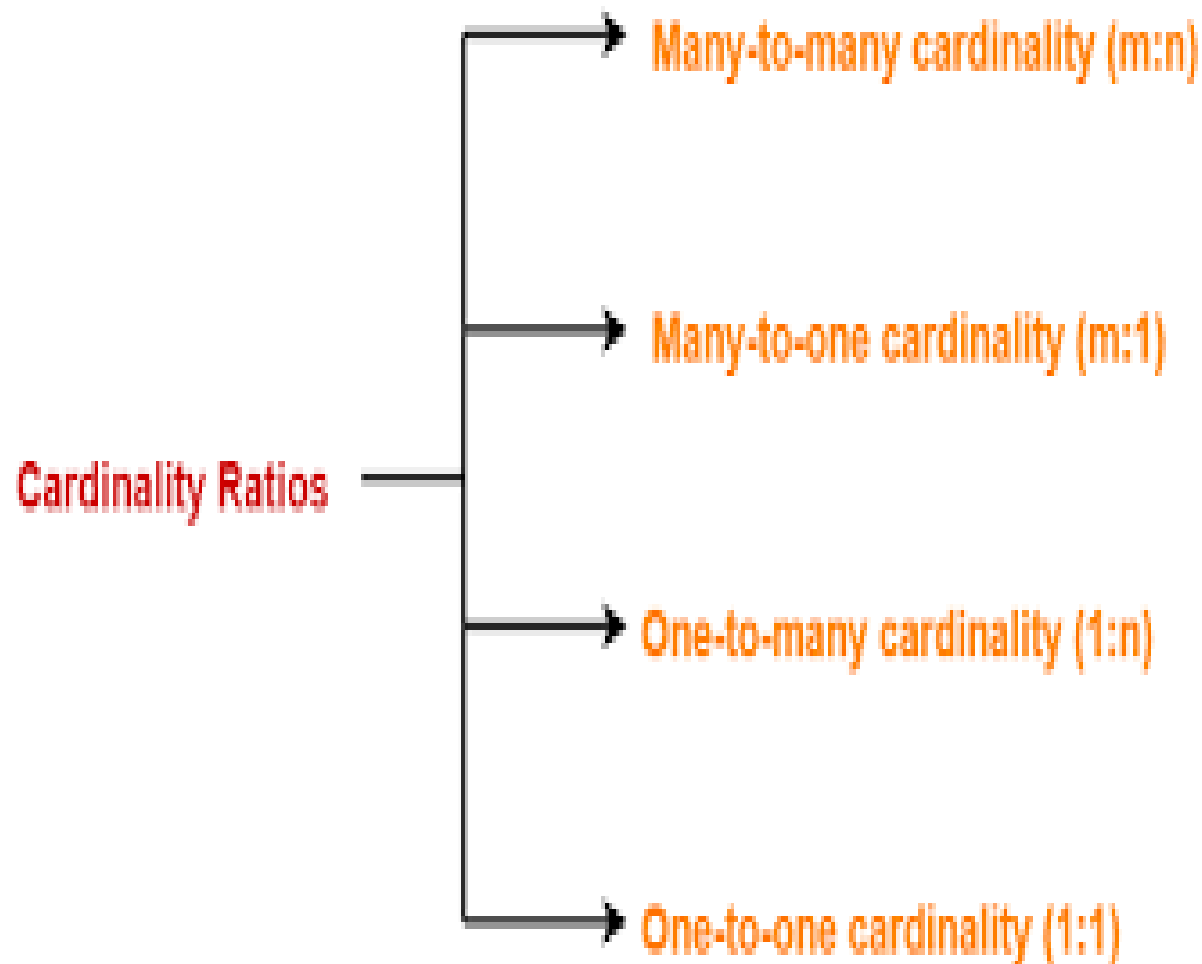 Many-to-many cardinality (m:n)
Many-to-one cardinality (m:1)
Cardinality Ratios
One-to-many cardinality (1:n)
One-to-one cardinality (1:1)